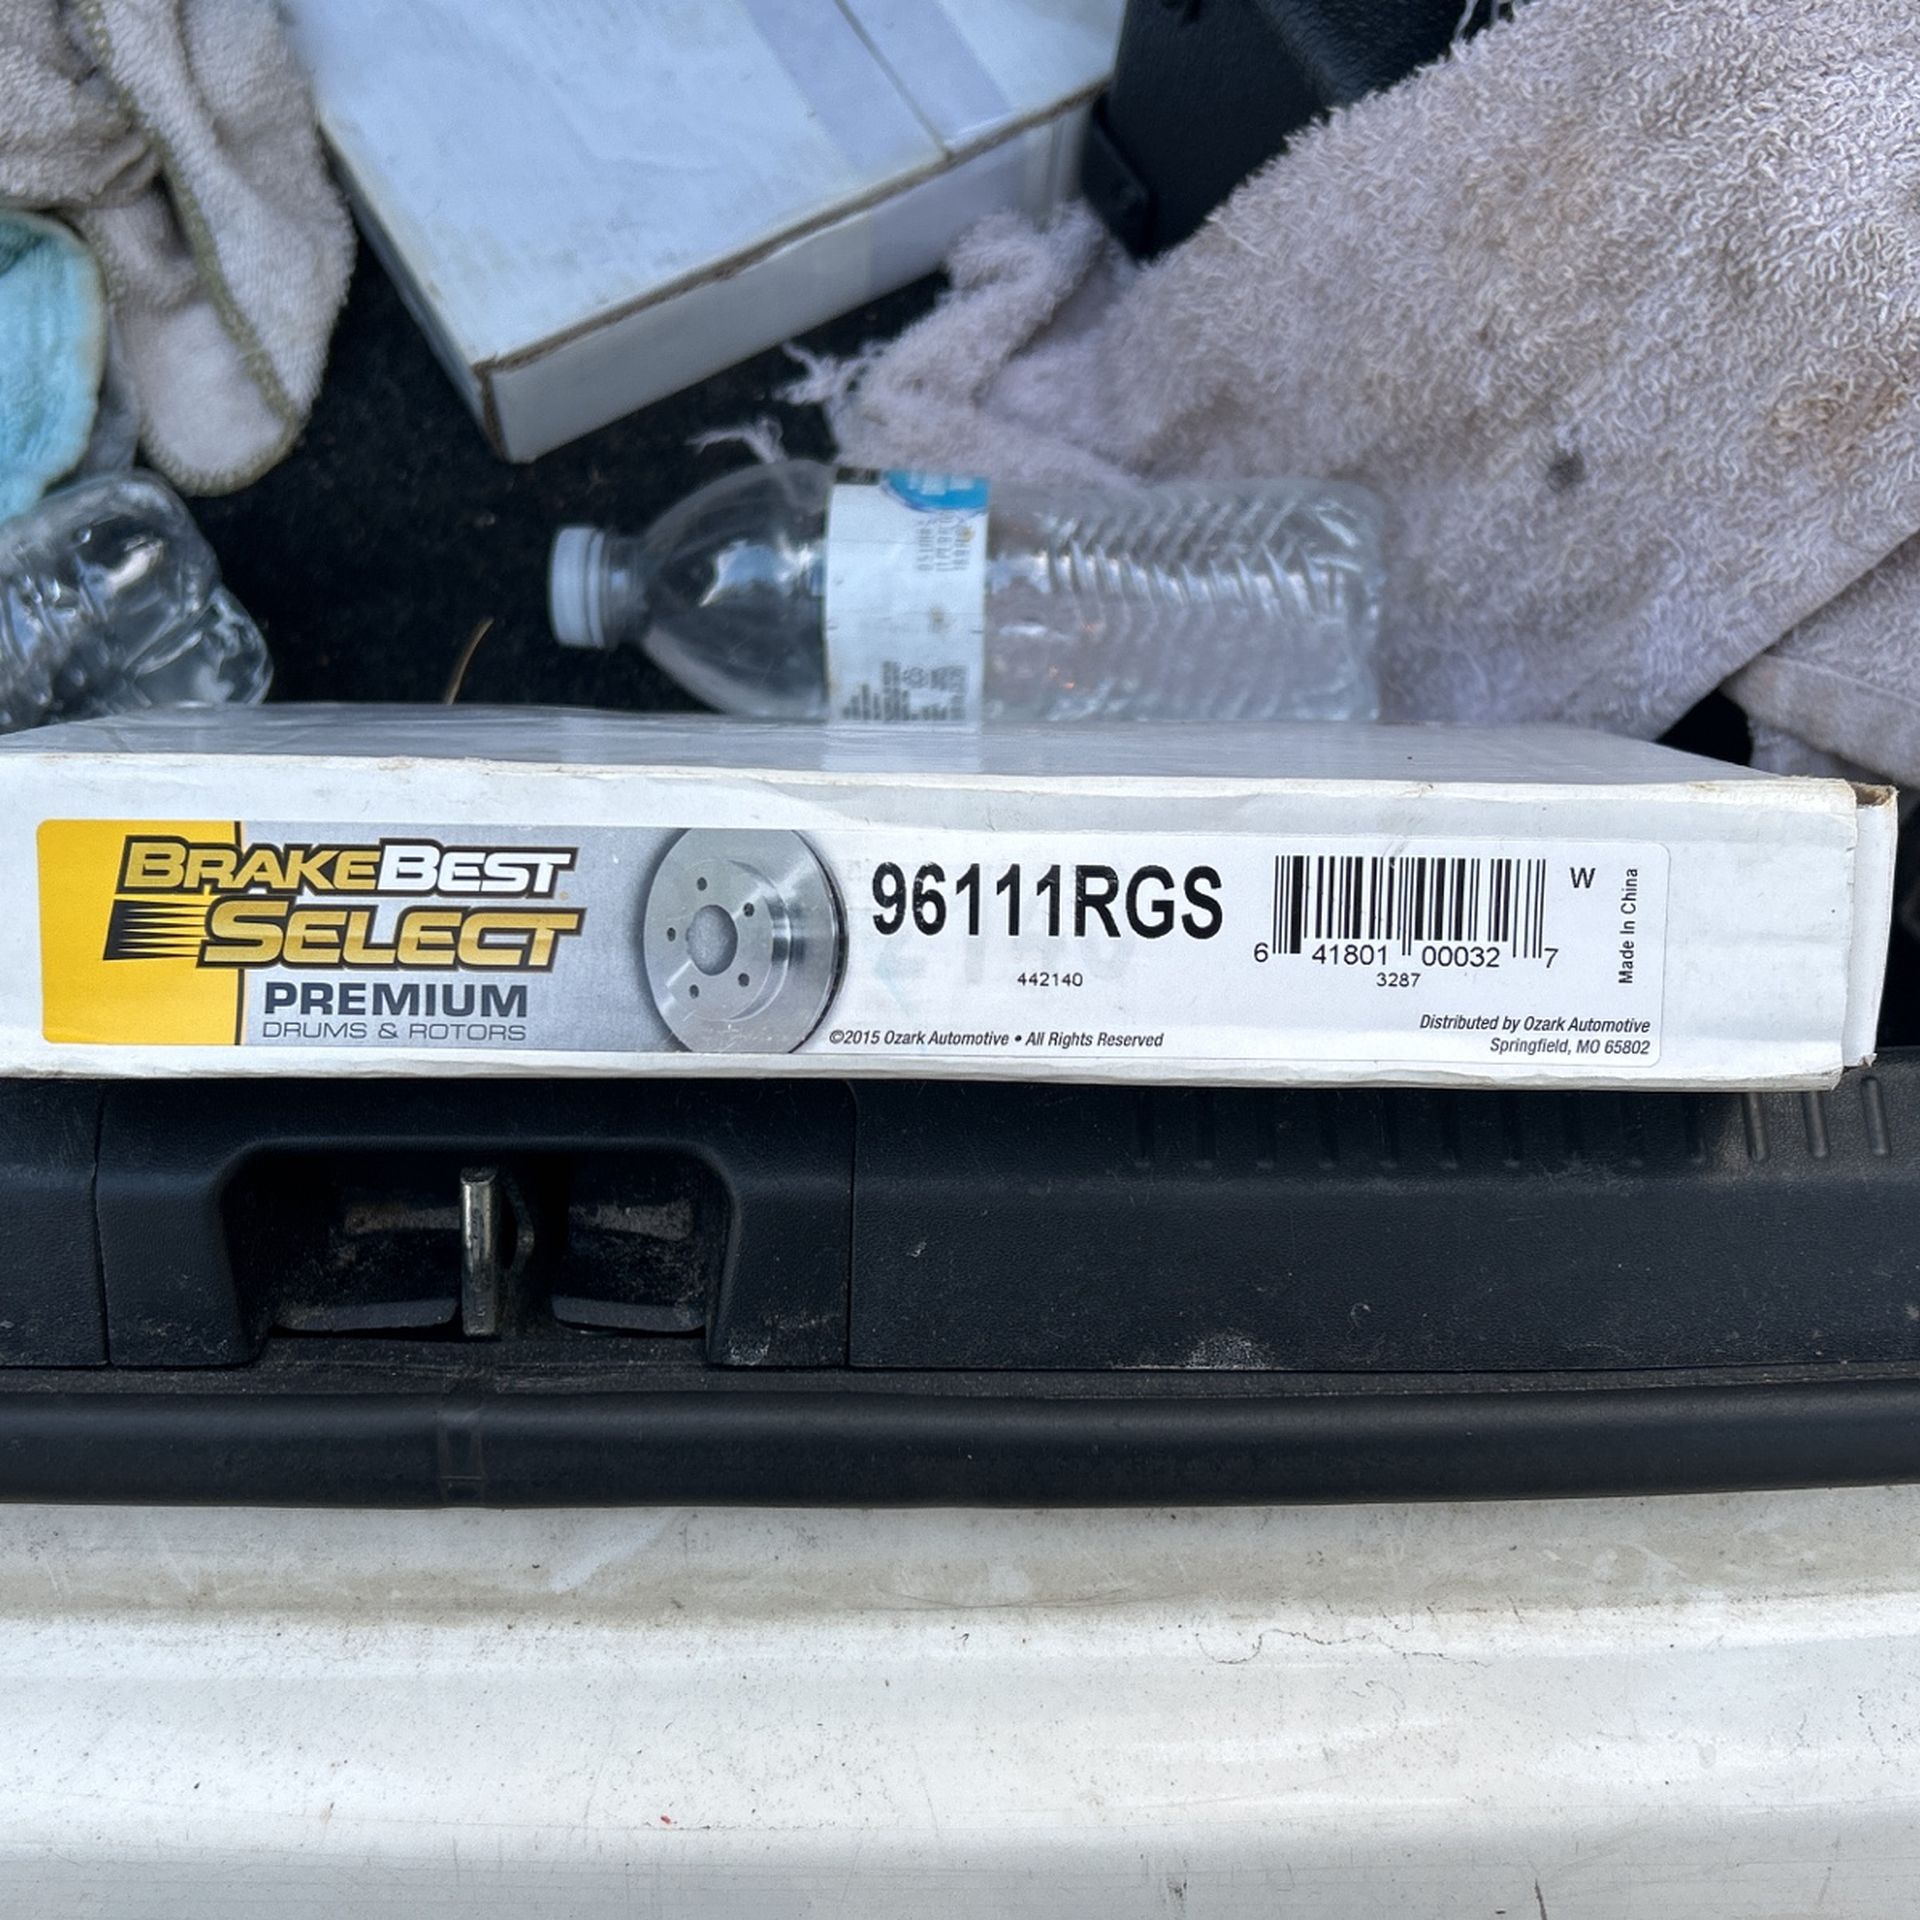 BRAKEBEST
SELECT
PREMIUM
DRUMS & ROTORS
96111RGS
442140
©2015 Ozark Automotive • All Rights Reserved
6 41801 00032 7
3287
W
Made In China
Distributed by Ozark Automotive
Springfield, MO 65802